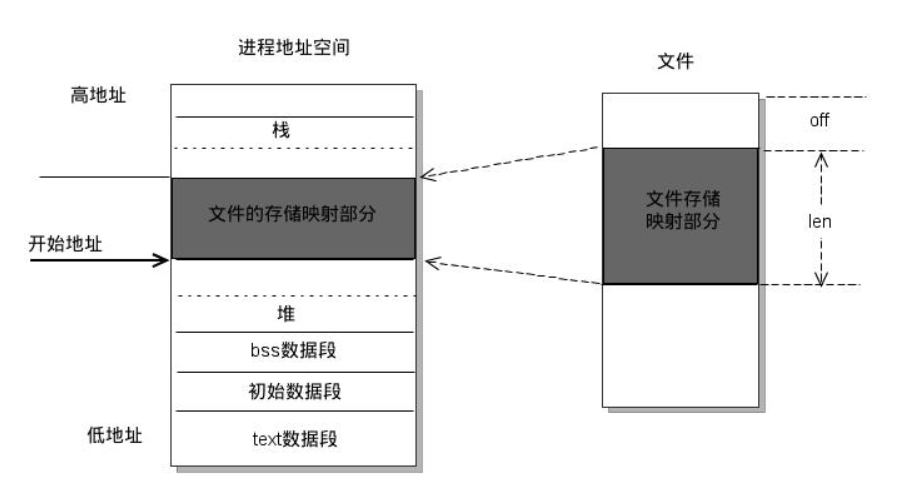 进程地址空间
文件
高地址
off
栈
文件的存储映射部分
文件存储
映射部分
len
开始地址
堆
bss数据段
初始数据段
低地址
text数据段